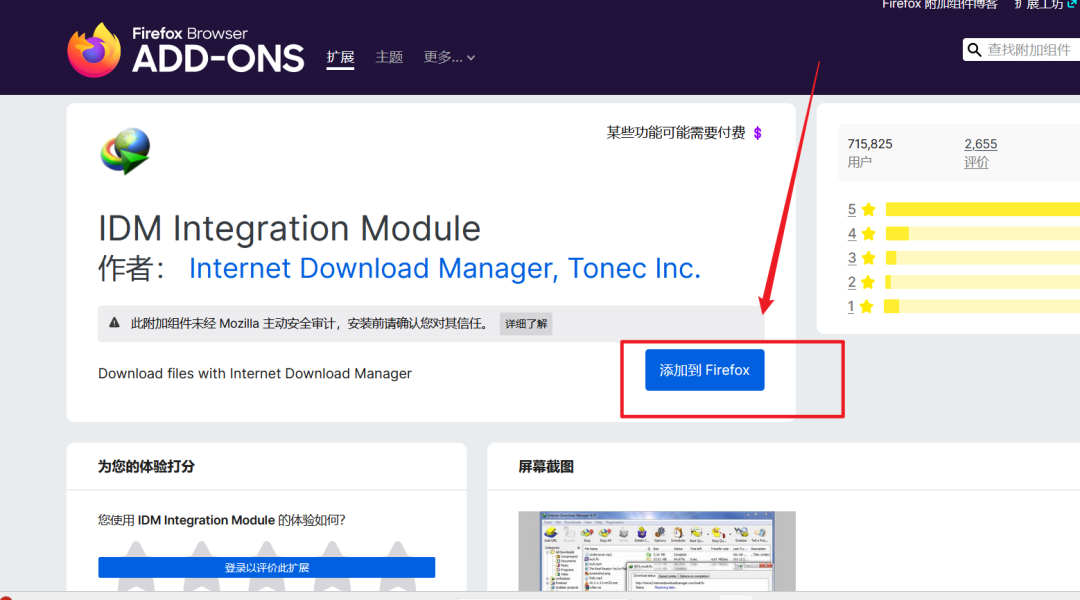 Firefox 附加组件博客 扩展工坊
Firefox Browser
ADD-ONS
扩展 主题 更多...
查找附加组件
某些功能可能需要付费 $
715,825
用户
2,655
评价
IDM Integration Module
作者： Internet Download Manager, Tonec Inc.
5
4
3
2
1
此附加组件未经 Mozilla 主动安全审计，安装前请确认您对其信任。 详细了解
Download files with Internet Download Manager
添加到 Firefox
为您的体验打分
您使用 IDM Integration Module 的体验如何？
登录以评价此扩展
屏幕截图